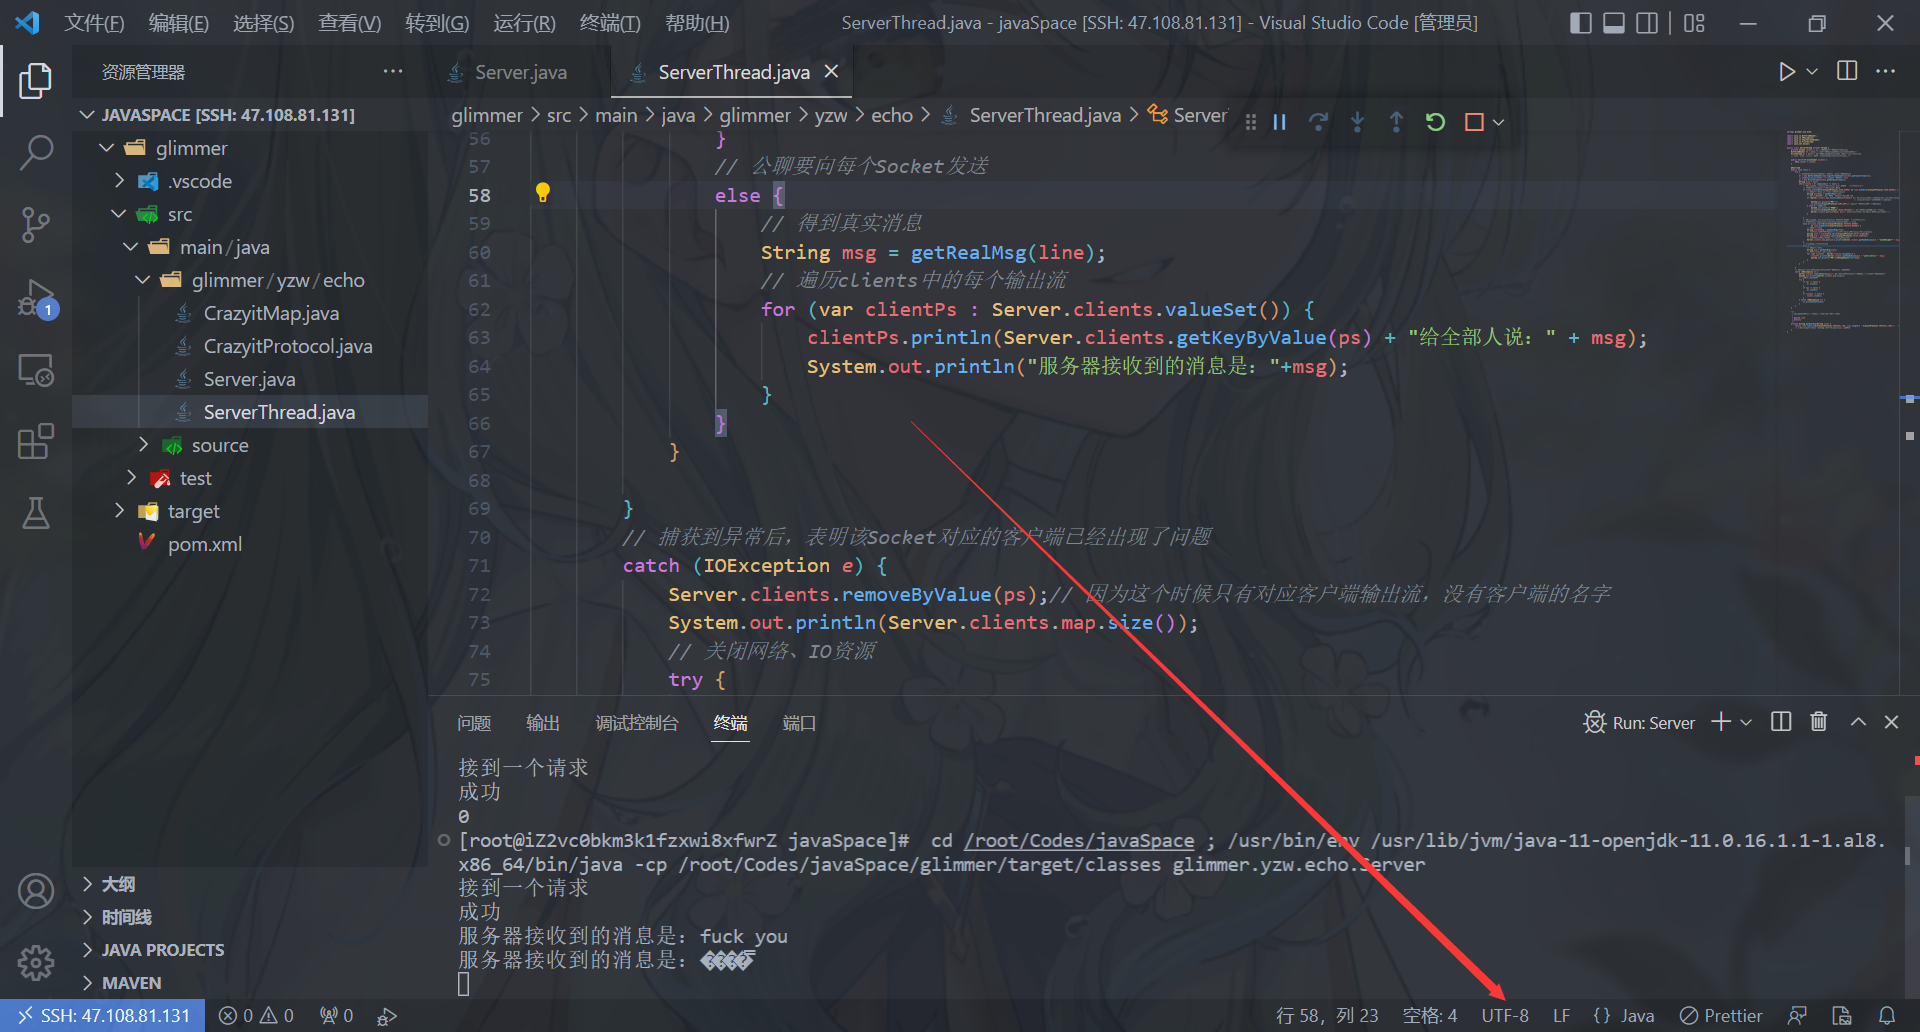 文件(F) 编辑(E) 选择(S) 查看(V) 转到(G) 运行(R) 终端(T) 帮助(H) ServerThread.java - javaSpace [SSH: 47.108.81.131] - Visual Studio Code [管理员]
资源管理器
Server.java ServerThread.java
JAVASPACE [SSH: 47.108.81.131]
glimmer
.vscode
src
main/java
glimmer/yzw/echo
CrazyitMap.java
CrazyitProtocol.java
Server.java
ServerThread.java
source
test
target
pom.xml
1
大纲
时间线
JAVA PROJECTS
MAVEN
glimmer > src > main > java > glimmer > yzw > echo > ServerThread.java > Server
56 }
57 // 公聊要向每个Socket发送
58 else {
59 // 得到真实消息
60 String msg = getRealMsg(line);
61 // 遍历clients中的每个输出流
62 for (var clientPs : Server.clients.valueSet()) {
63 clientPs.println(Server.clients.getKeyByValue(ps) + "给全部人说：" + msg);
64 System.out.println("服务器接收到的消息是："+msg);
65 }
66 }
67 }
68
69 }
70 // 捕获到异常后，表明该Socket对应的客户端已经出现了问题
71 catch (IOException e) {
72 Server.clients.removeByValue(ps);// 因为这个时候只有对应客户端输出流，没有客户端的名字
73 System.out.println(Server.clients.map.size());
74 // 关闭网络、IO资源
75 try {
问题 输出 调试控制台 终端 端口 Run: Server
接到一个请求
成功
0
[root@iZ2vc0bkm3k1fzxwi8xfwrZ javaSpace]# cd /root/Codes/javaSpace ; /usr/bin/env /usr/lib/jvm/java-11-openjdk-11.0.16.1.1-1.al8.
x86_64/bin/java -cp /root/Codes/javaSpace/glimmer/target/classes glimmer.yzw.echo.Server
接到一个请求
成功
服务器接收到的消息是：fuck you
服务器接收到的消息是：����
SSH: 47.108.81.131 0 0 0 行 58，列 23 空格: 4 UTF-8 LF {} Java Prettier